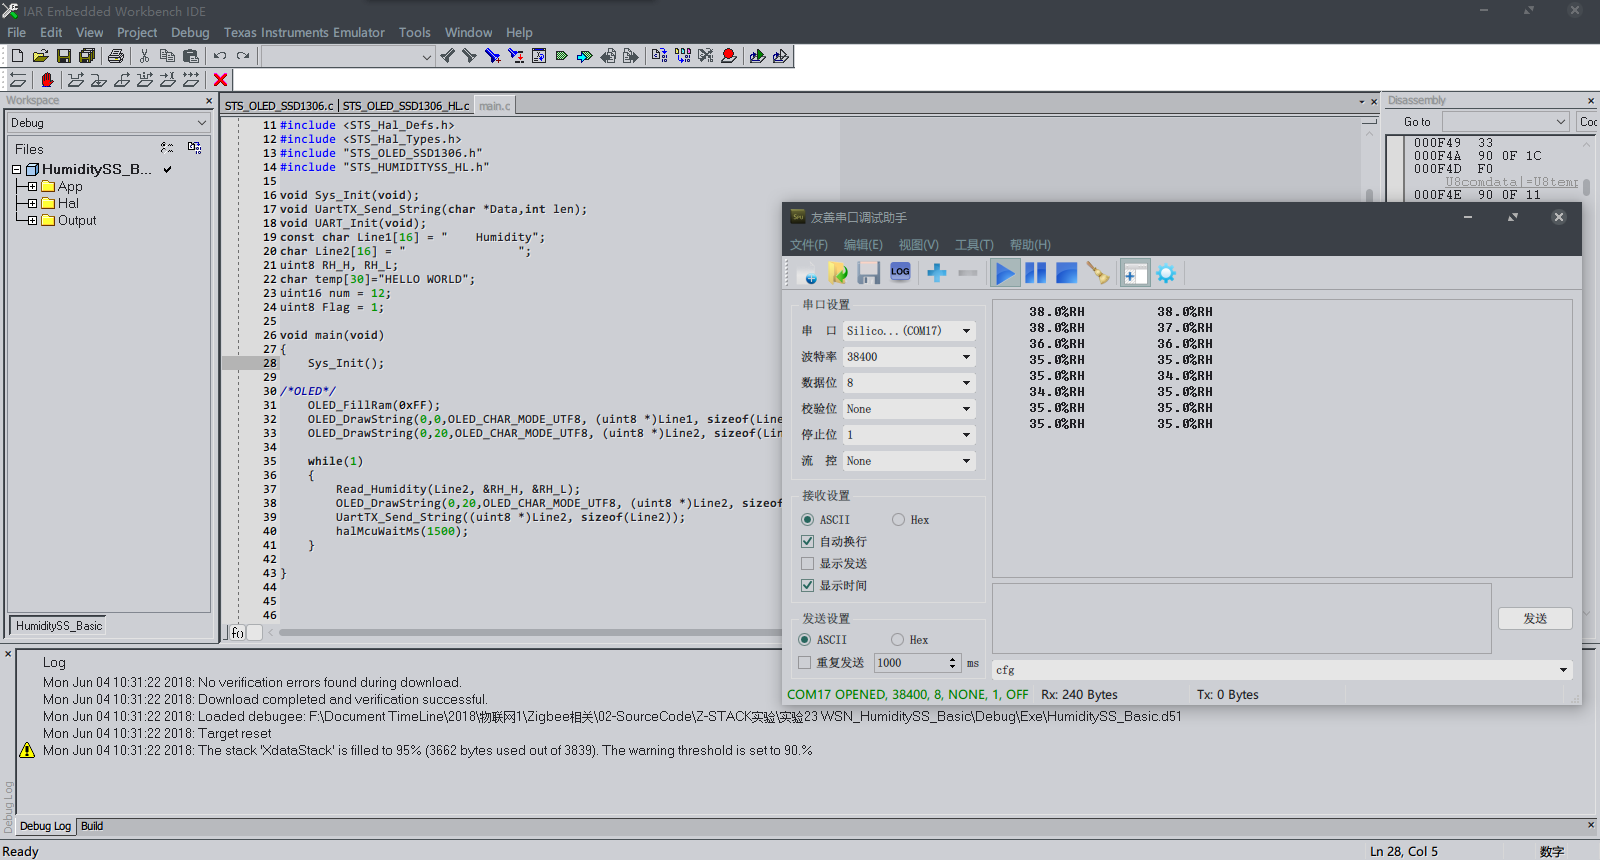 IAR Embedded Workbench IDE
File Edit View Project Debug Texas Instruments Emulator Tools Window Help
Workspace
Debug
Files
HumiditySS_B...
App
Hal
Output
HumiditySS_Basic
STS_OLED_SSD1306.c | STS_OLED_SSD1306_HL.c main.c
11 #include <STS_Hal_Defs.h>
12 #include <STS_Hal_Types.h>
13 #include "STS_OLED_SSD1306.h"
14 #include "STS_HUMIDITYSS_HL.h"
15
16 void Sys_Init(void);
17 void UartTX_Send_String(char *Data,int len);
18 void UART_Init(void);
19 const char Line1[16] = "    Humidity";
20 char Line2[16] = "                ";
21 uint8 RH_H, RH_L;
22 char temp[30]="HELLO WORLD";
23 uint16 num = 12;
24 uint8 Flag = 1;
25
26 void main(void)
27 {
28     Sys_Init();
29
30 /*OLED*/
31     OLED_FillRam(0xFF);
32     OLED_DrawString(0,0,OLED_CHAR_MODE_UTF8, (uint8 *)Line1, sizeof(Line
33     OLED_DrawString(0,20,OLED_CHAR_MODE_UTF8, (uint8 *)Line2, sizeof(Lin
34
35     while(1)
36     {
37         Read_Humidity(Line2, &RH_H, &RH_L);
38         OLED_DrawString(0,20,OLED_CHAR_MODE_UTF8, (uint8 *)Line2, sizeof
39         UartTX_Send_String((uint8 *)Line2, sizeof(Line2));
40         halMcuWaitMs(1500);
41     }
42
43 }
44
45
46
f()
Disassembly
Go to
Coc
000F49 33
000F4A 90 0F 1C
000F4D F0
U8comdata|=U8temp
000F4E 90 0F 11
友善串口调试助手
文件(F) 编辑(E) 视图(V) 工具(T) 帮助(H)
LOG
串口设置
串 口 Silico...(COM17)
波特率 38400
数据位 8
校验位 None
停止位 1
流 控 None
接收设置
ASCII Hex
自动换行
显示发送
显示时间
发送设置
ASCII Hex
重复发送 1000 ms
38.0%RH 38.0%RH
38.0%RH 37.0%RH
36.0%RH 36.0%RH
35.0%RH 35.0%RH
35.0%RH 34.0%RH
34.0%RH 35.0%RH
35.0%RH 35.0%RH
35.0%RH 35.0%RH
发送
cfg
COM17 OPENED, 38400, 8, NONE, 1, OFF Rx: 240 Bytes Tx: 0 Bytes
Log
Mon Jun 04 10:31:22 2018: No verification errors found during download.
Mon Jun 04 10:31:22 2018: Download completed and verification successful.
Mon Jun 04 10:31:22 2018: Loaded debugee: F:\Document TimeLine\2018\物联网1\Zigbee相关\02-SourceCode\Z-STACK实验\实验23 WSN_HumiditySS_Basic\Debug\Exe\HumiditySS_Basic.d51
Mon Jun 04 10:31:22 2018: Target reset
Mon Jun 04 10:31:22 2018: The stack 'XdataStack' is filled to 95% (3662 bytes used out of 3839). The warning threshold is set to 90.%
Debug Log
Debug Log Build
Ready
Ln 28, Col 5
数字